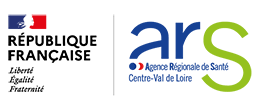 RÉPUBLIQUE
FRANÇAISE
Liberté
Égalité
Fraternité
ars
Agence Régionale de Santé
Centre-Val de Loire